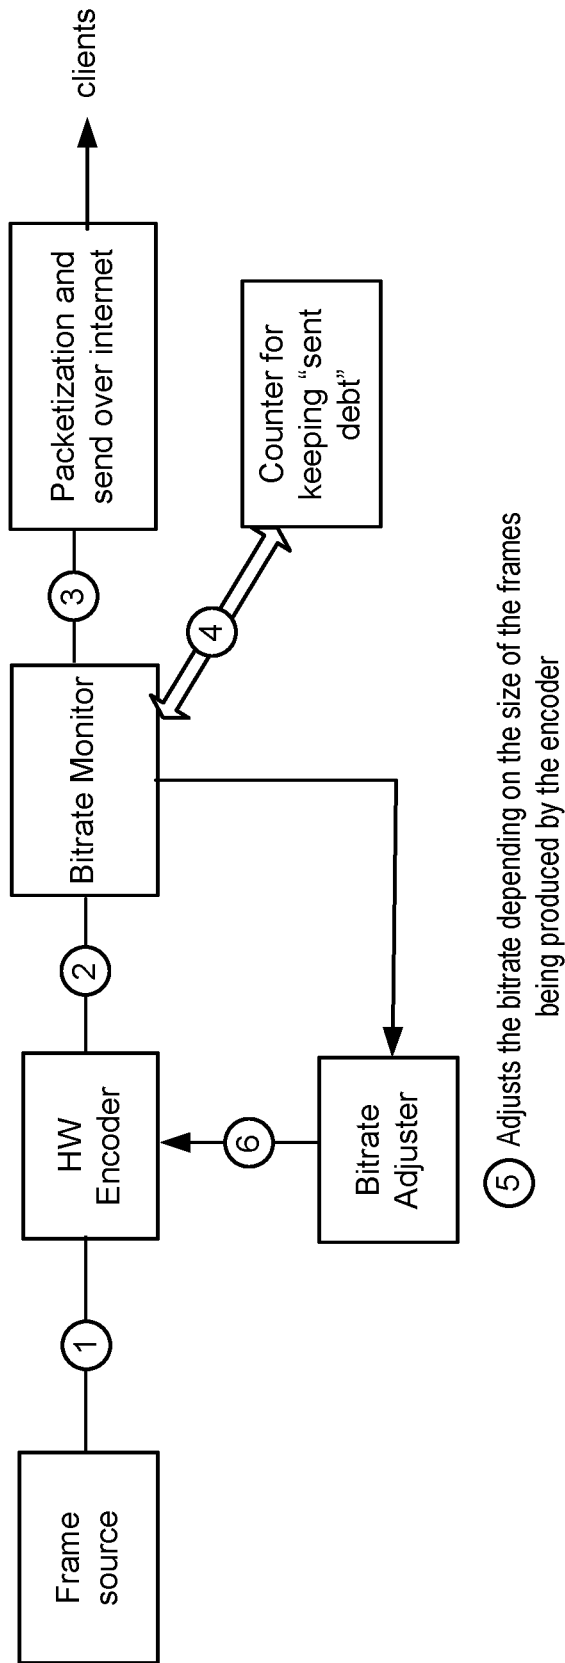 Frame
source
1
HW
Encoder
2
Bitrate Monitor
3
Packetization and
send over internet
clients
4
Counter for
keeping “sent
debt”
6
Bitrate
Adjuster
5 Adjusts the bitrate depending on the size of the frames
being produced by the encoder